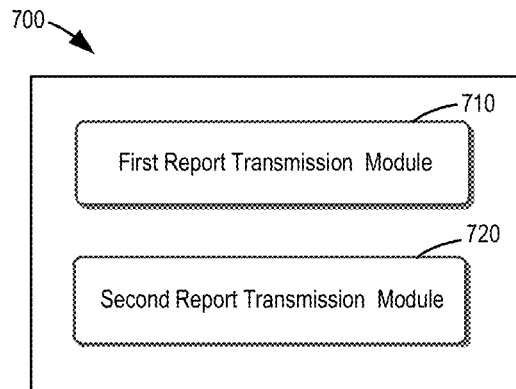 700
710
First Report Transmission Module
720
Second Report Transmission Module